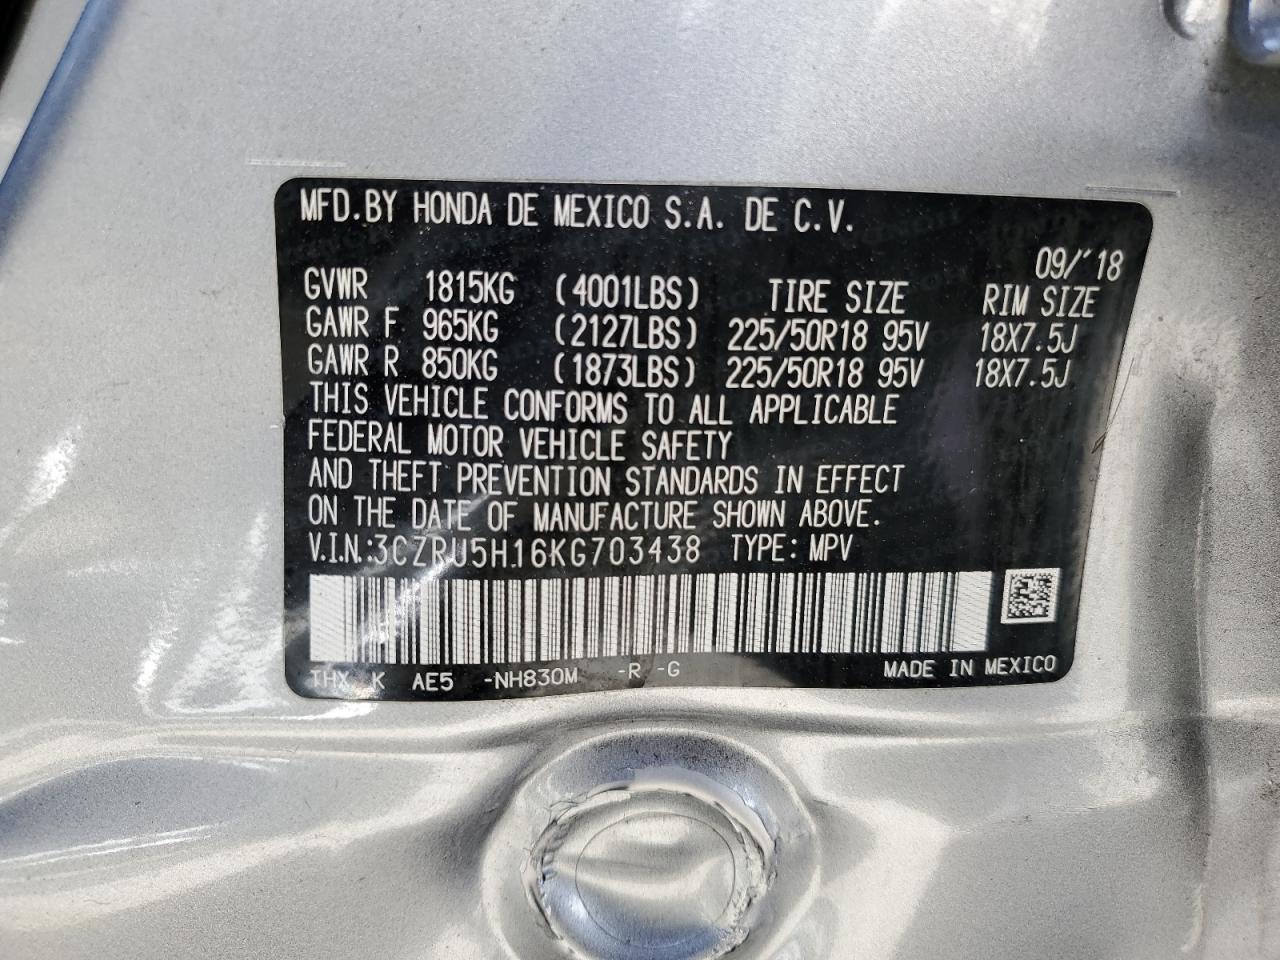 MFD.BY HONDA DE MEXICO S.A. DE C.V.
09/'18
GVWR 1815KG (4001LBS) TIRE SIZE RIM SIZE
GAWR F 965KG (2127LBS) 225/50R18 95V 18X7.5J
GAWR R 850KG (1873LBS) 225/50R18 95V 18X7.5J
THIS VEHICLE CONFORMS TO ALL APPLICABLE
FEDERAL MOTOR VEHICLE SAFETY
AND THEFT PREVENTION STANDARDS IN EFFECT
ON THE DATE OF MANUFACTURE SHOWN ABOVE.
V.I.N.:3CZRU5H16KG703438 TYPE: MPV
THX K AE5 -NH830M -R -G MADE IN MEXICO